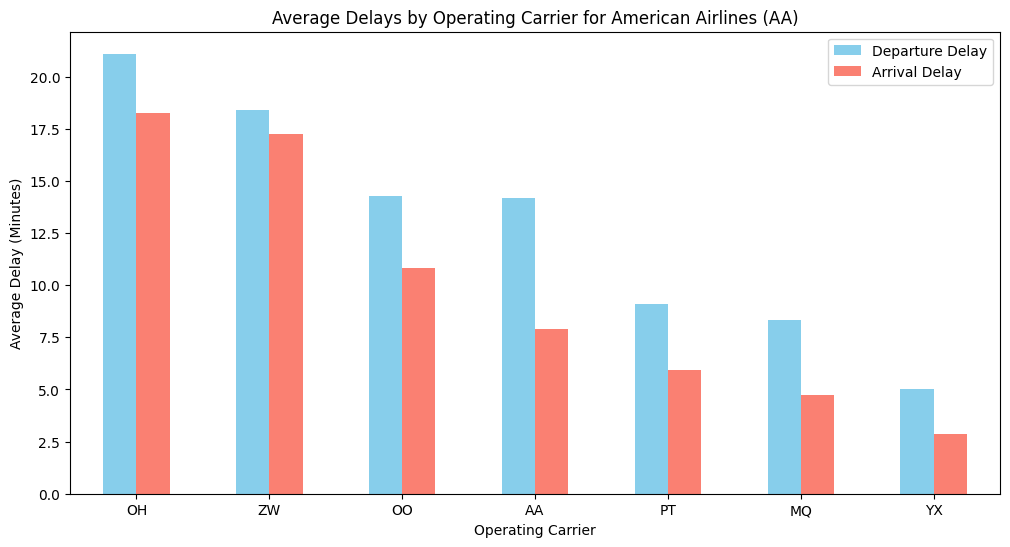 Average Delays by Operating Carrier for American Airlines (AA)
Departure Delay
Arrival Delay
Average Delay (Minutes)
20.0
17.5
15.0
12.5
10.0
7.5
5.0
2.5
0.0
OH ZW OO AA PT MQ YX
Operating Carrier